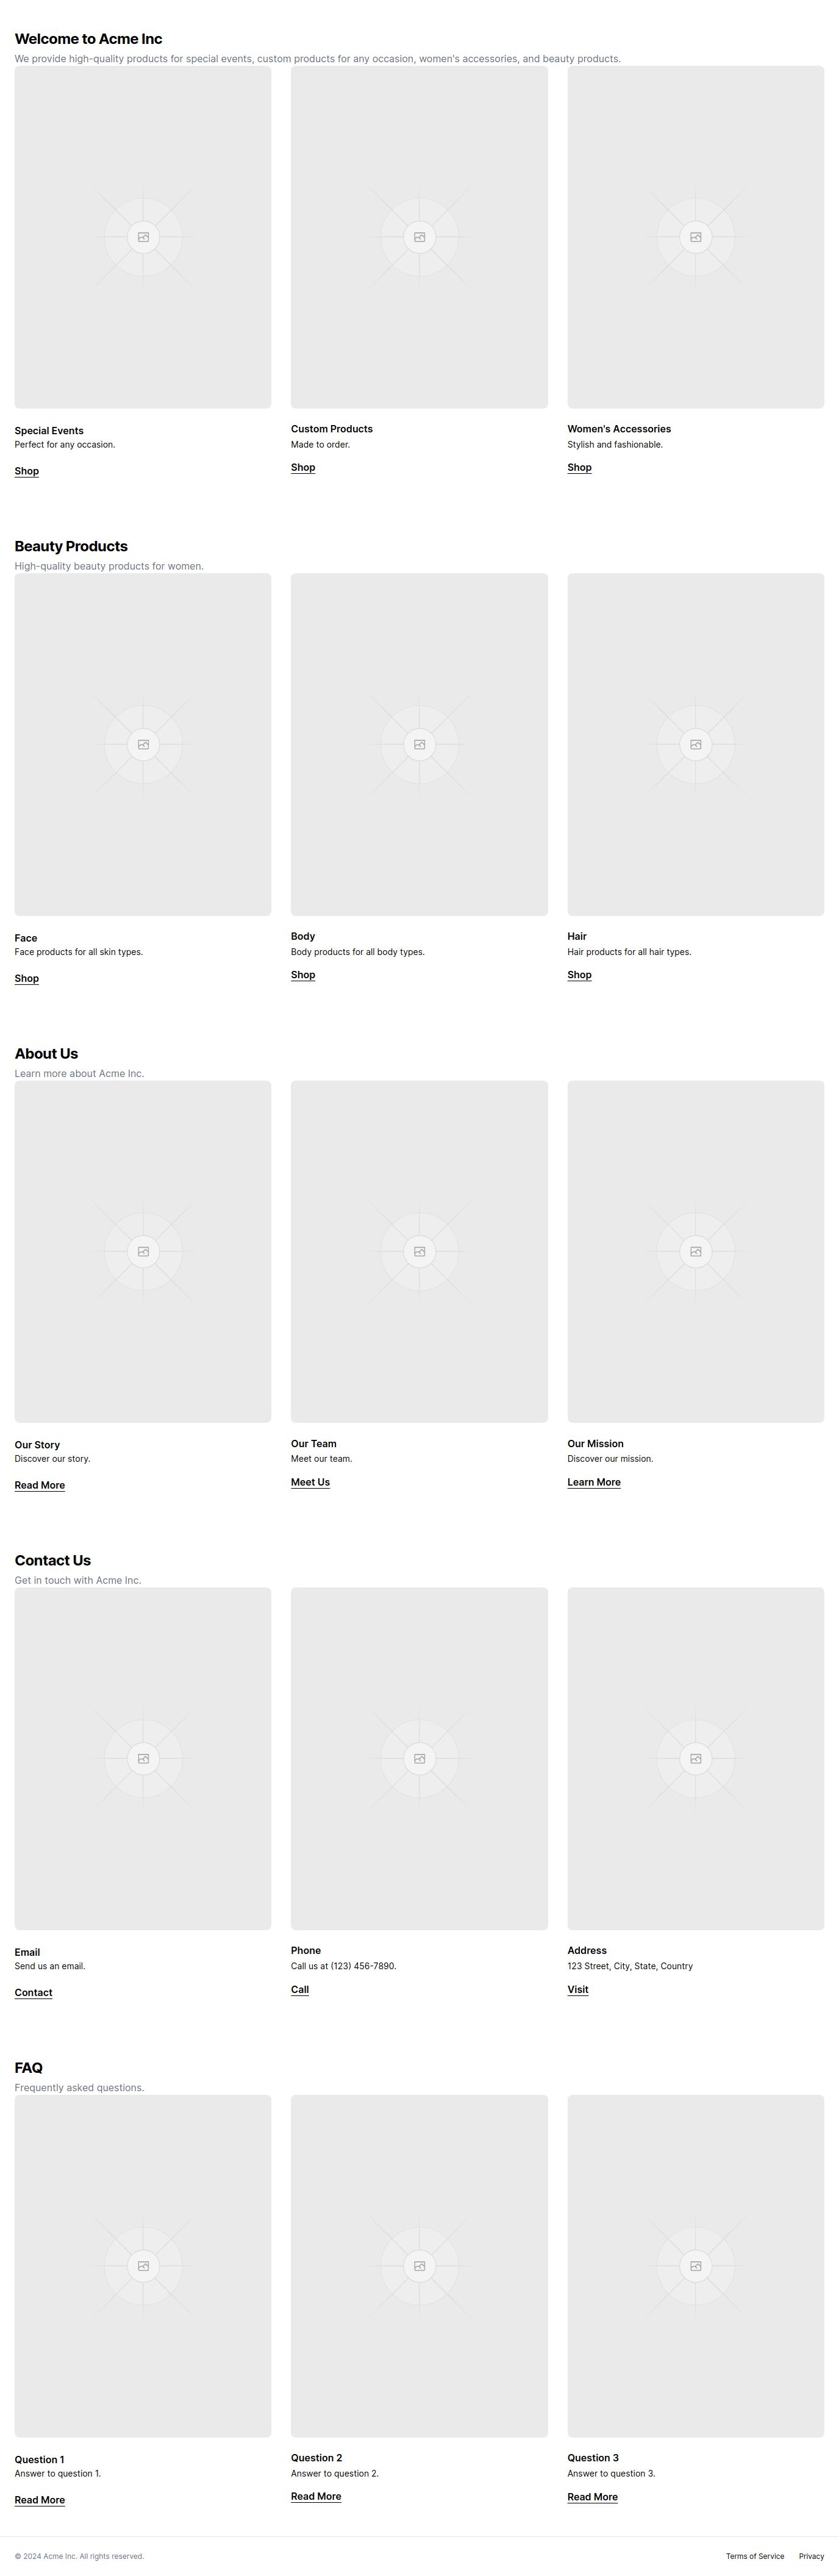 Welcome to Acme Inc
We provide high-quality products for special events, custom products for any occasion, women's accessories, and beauty products.
Special Events
Perfect for any occasion.
Shop
Custom Products
Made to order.
Shop
Women's Accessories
Stylish and fashionable.
Shop
Beauty Products
High-quality beauty products for women.
Face
Face products for all skin types.
Shop
Body
Body products for all body types.
Shop
Hair
Hair products for all hair types.
Shop
About Us
Learn more about Acme Inc.
Our Story
Discover our story.
Read More
Our Team
Meet our team.
Meet Us
Our Mission
Discover our mission.
Learn More
Contact Us
Get in touch with Acme Inc.
Email
Send us an email.
Contact
Phone
Call us at (123) 456-7890.
Call
Address
123 Street, City, State, Country
Visit
FAQ
Frequently asked questions.
Question 1
Answer to question 1.
Read More
Question 2
Answer to question 2.
Read More
Question 3
Answer to question 3.
Read More
© 2024 Acme Inc. All rights reserved.
Terms of Service
Privacy